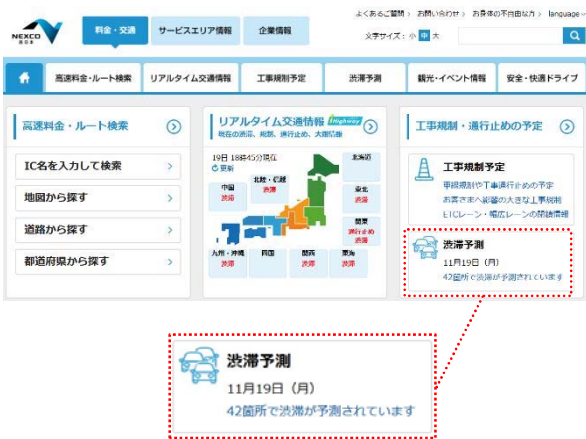 よくあるご質問 お問い合わせ お身体の不自由な方 language
NEXCO
西日本
料金・交通 サービスエリア情報 企業情報
文字サイズ： 小 中 大
高速料金・ルート検索 リアルタイム交通情報 工事規制予定 渋滞予測 観光・イベント情報 安全・快適ドライブ
高速料金・ルート検索
IC名を入力して検索
地図から探す
道路から探す
都道府県から探す
リアルタイム交通情報 iHighway
現在の渋滞、規制、通行止め、大雪情報
19日 18時45分現在
更新
北海道
北陸・信越
渋滞
中国
渋滞
東北
渋滞
関東
通行止め
渋滞
九州・沖縄
渋滞
四国
関西
渋滞
東海
渋滞
工事規制・通行止めの予定
工事規制予定
車線規制や工事通行止めの予定
お客さまへ影響の大きな工事規制
ETCレーン・幅広レーンの閉鎖情報
渋滞予測
11月19日（月）
42箇所で渋滞が予測されています
渋滞予測
11月19日（月）
42箇所で渋滞が予測されています